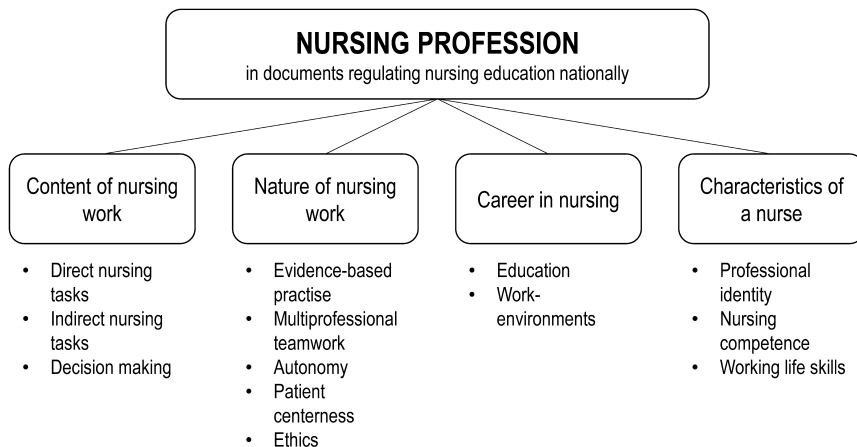 NURSING PROFESSION
in documents regulating nursing education nationally
Content of nursing
work
• Direct nursing
tasks
• Indirect nursing
tasks
• Decision making
Nature of nursing
work
• Evidence-based
practise
• Multiprofessional
teamwork
• Autonomy
• Patient
centerness
• Ethics
Career in nursing
• Education
• Work-
environments
Characteristics of
a nurse
• Professional
identity
• Nursing
competence
• Working life skills